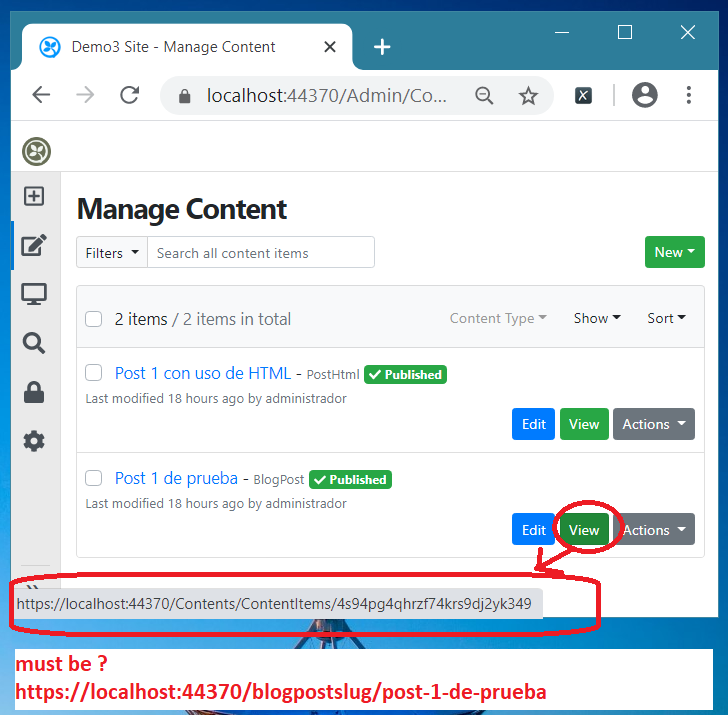 Demo3 Site - Manage Content
localhost:44370/Admin/Co...
Manage Content
Filters
Search all content items
New
2 items / 2 items in total
Content Type
Show
Sort
Post 1 con uso de HTML - PostHtml Published
Last modified 18 hours ago by administrador
Edit View Actions
Post 1 de prueba - BlogPost Published
Last modified 18 hours ago by administrador
Edit View Actions
https://localhost:44370/Contents/ContentItems/4s94pg4qhrzf74krs9dj2yk349
must be ?
https://localhost:44370/blogpostslug/post-1-de-prueba